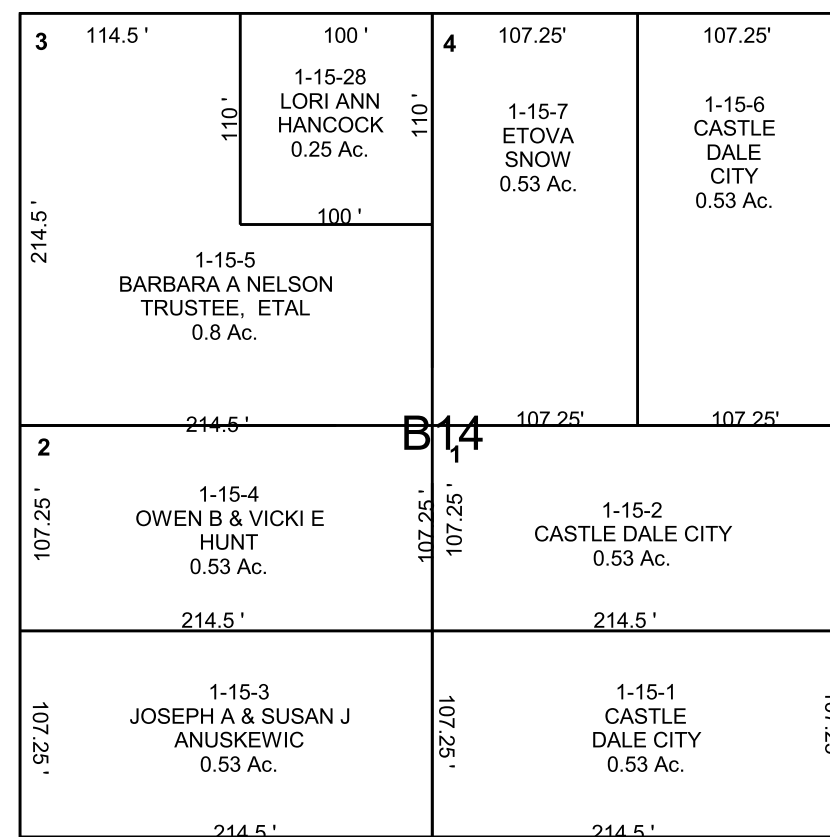 3
114.5 '
100 '
4
107.25'
107.25'
110 '
1-15-28
LORI ANN
HANCOCK
0.25 Ac.
110 '
100 '
1-15-7
ETOVA
SNOW
0.53 Ac.
1-15-6
CASTLE
DALE
CITY
0.53 Ac.
214.5 '
1-15-5
BARBARA A NELSON
TRUSTEE, ETAL
0.8 Ac.
214.5 '
107.25'
107.25'
B14
2
1
107.25 '
1-15-4
OWEN B & VICKI E
HUNT
0.53 Ac.
107.25 '
107.25 '
1-15-2
CASTLE DALE CITY
0.53 Ac.
214.5 '
214.5 '
107.25 '
1-15-3
JOSEPH A & SUSAN J
ANUSKEWIC
0.53 Ac.
107.25 '
1-15-1
CASTLE
DALE CITY
0.53 Ac.
214.5 '
214.5 '